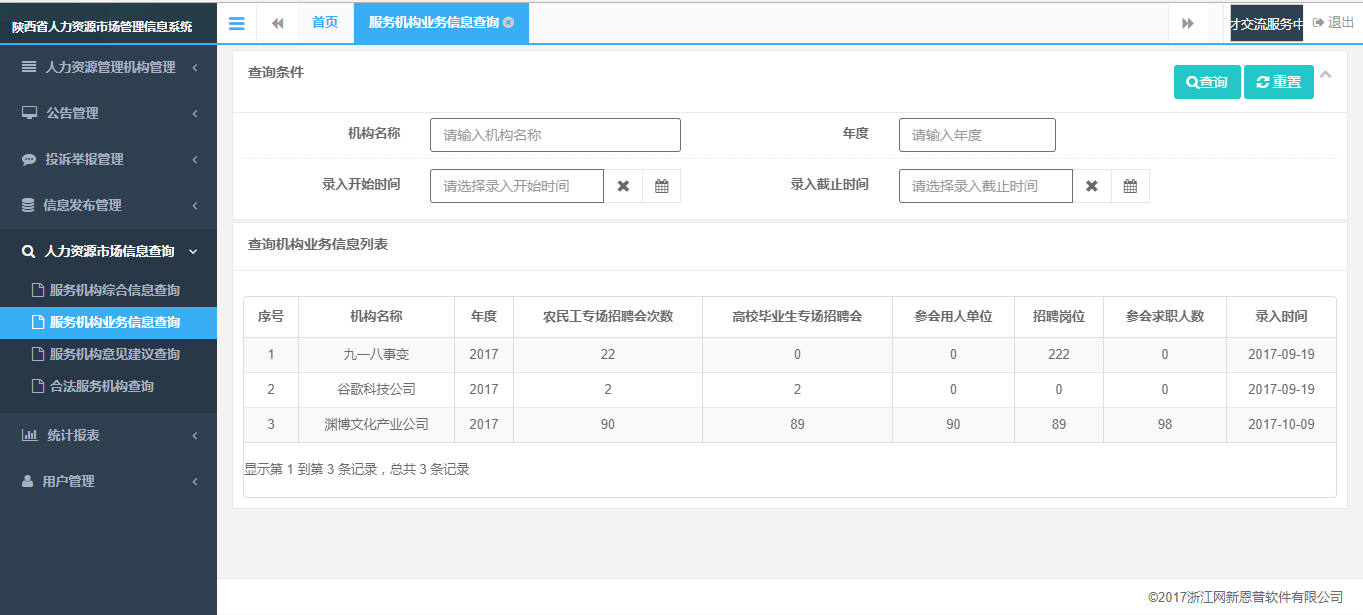 陕西省人力资源市场管理信息系统
首页
服务机构业务信息查询
才交流服务中
退出
人力资源管理机构管理
公告管理
投诉举报管理
信息发布管理
人力资源市场信息查询
服务机构综合信息查询
服务机构业务信息查询
服务机构意见建议查询
合法服务机构查询
统计报表
用户管理
查询条件
查询 重置
机构名称 请输入机构名称 年度 请输入年度
录入开始时间 请选择录入开始时间 录入截止时间 请选择录入截止时间
查询机构业务信息列表
序号 机构名称 年度 农民工专场招聘会次数 高校毕业生专场招聘会 参会用人单位 招聘岗位 参会求职人数 录入时间
1 九一八事变 2017 22 0 0 222 0 2017-09-19
2 谷歌科技公司 2017 2 2 0 0 0 2017-09-19
3 渊博文化产业公司 2017 90 89 90 89 98 2017-10-09
显示第 1 到第 3 条记录，总共 3 条记录
©2017浙江网新恩普软件有限公司